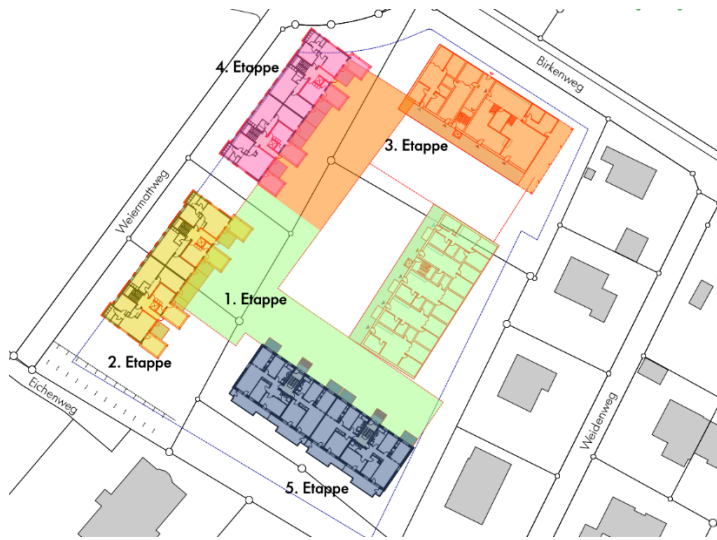 4. Etappe
Birkenweg
3. Etappe
Weiermattweg
1. Etappe
2. Etappe
Eichenweg
Weidenweg
5. Etappe